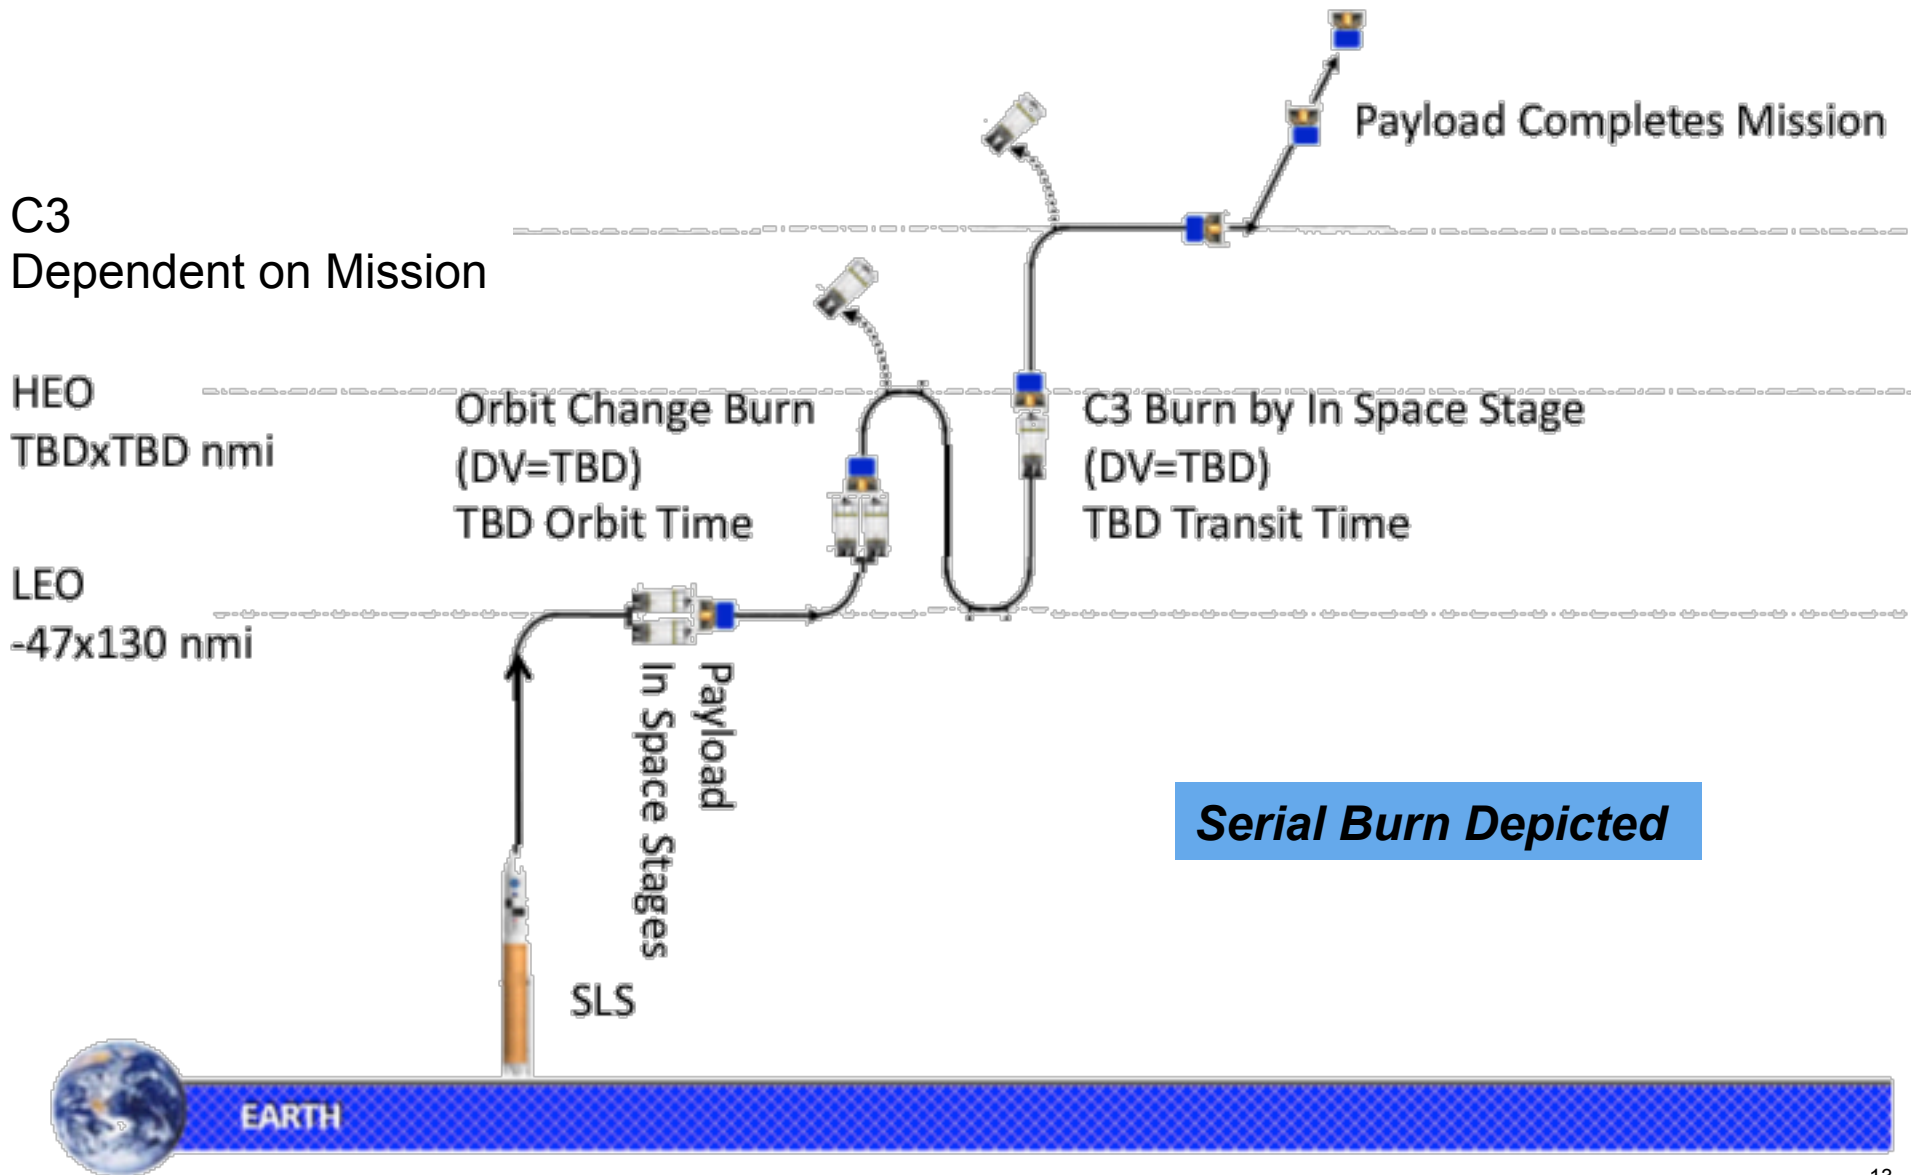 Payload Completes Mission
C3
Dependent on Mission
HEO
TBDxTBD nmi
Orbit Change Burn
(DV=TBD)
TBD Orbit Time
C3 Burn by In Space Stage
(DV=TBD)
TBD Transit Time
LEO
-47x130 nmi
Payload
In Space Stages
Serial Burn Depicted
SLS
EARTH